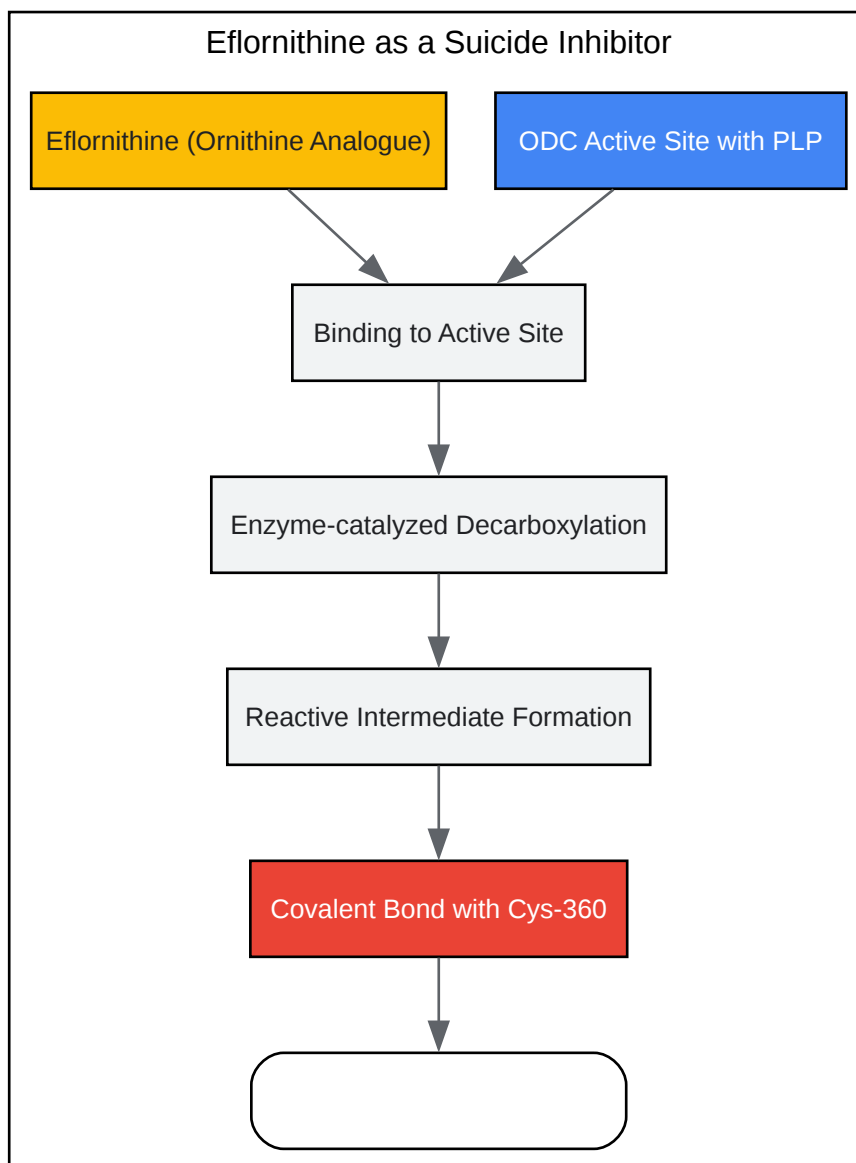 Eflornithine as a Suicide Inhibitor
Eflornithine (Ornithine Analogue)
ODC Active Site with PLP
Binding to Active Site
Enzyme-catalyzed Decarboxylation
Reactive Intermediate Formation
Covalent Bond with Cys-360